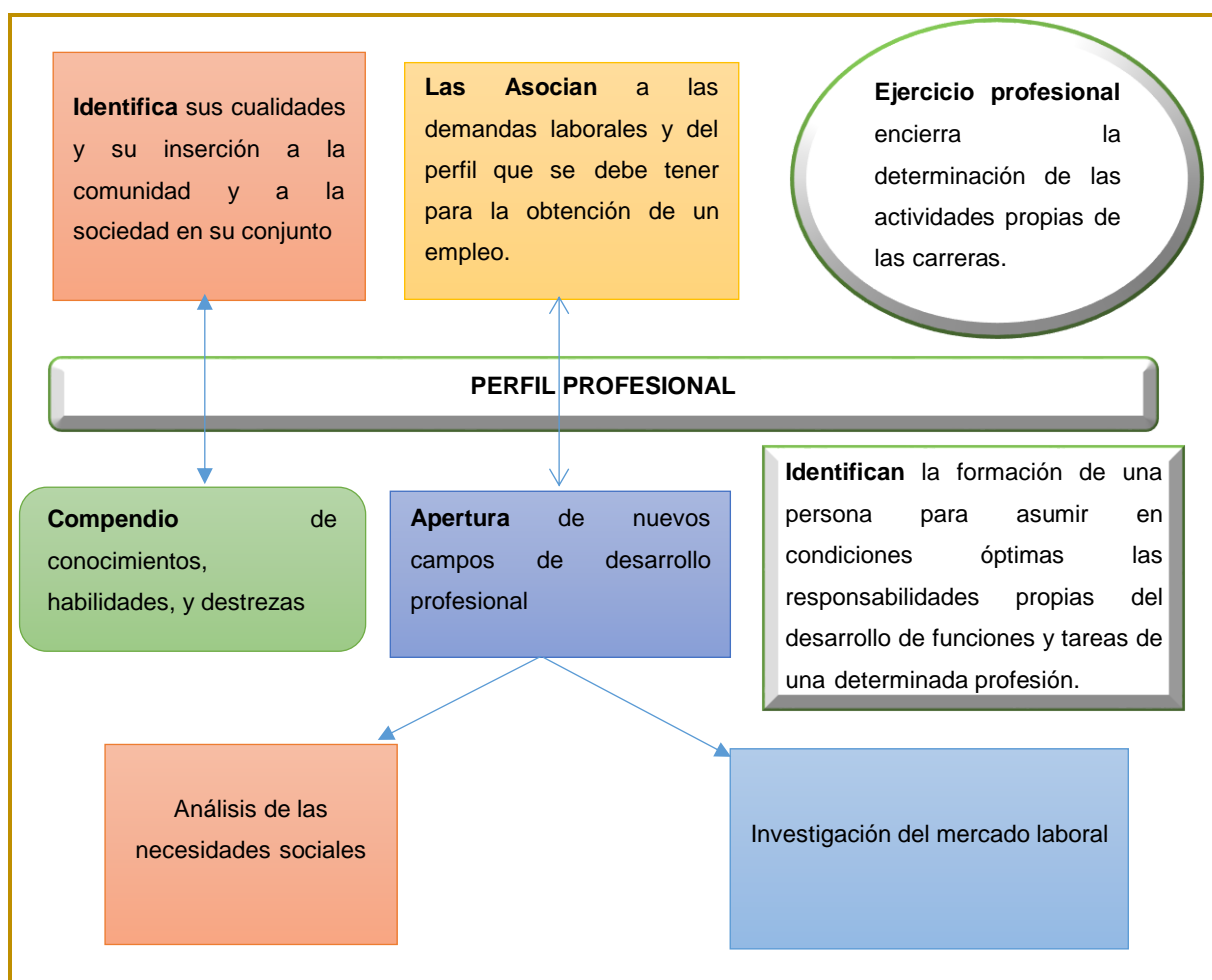 Identifica sus cualidades
y su inserción a la
comunidad y a la
sociedad en su conjunto
Las Asocian a las
demandas laborales y del
perfil que se debe tener
para la obtención de un
empleo.
Ejercicio profesional
encierra la
determinación de las
actividades propias de
las carreras.
PERFIL PROFESIONAL
Compendio de
conocimientos,
habilidades, y destrezas
Apertura de nuevos
campos de desarrollo
profesional
Identifican la formación de una
persona para asumir en
condiciones óptimas las
responsabilidades propias del
desarrollo de funciones y tareas de
una determinada profesión.
Análisis de las
necesidades sociales
Investigación del mercado laboral